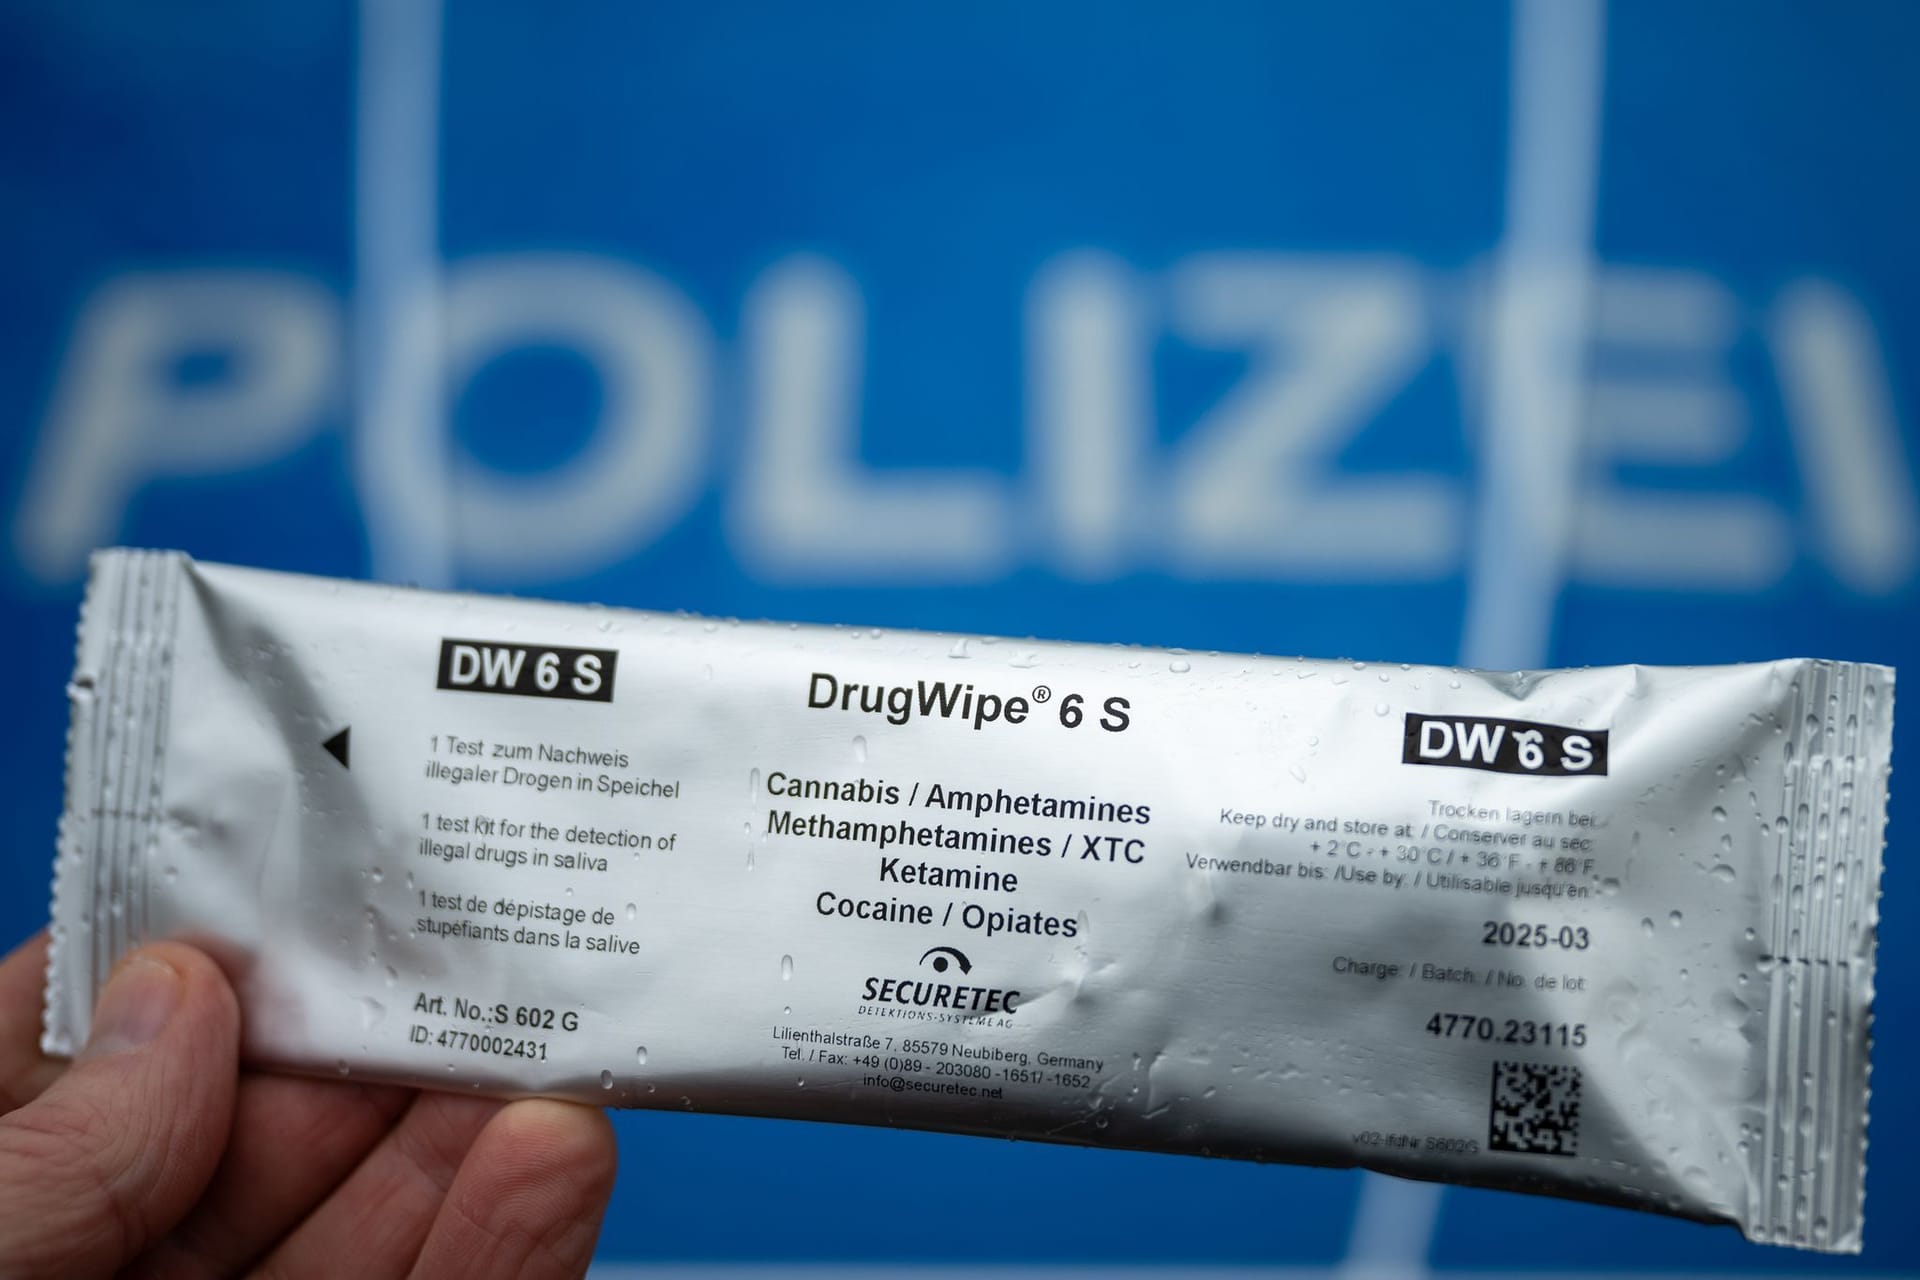 POLIZEI
DW 6 S
1 Test zum Nachweis
illegaler Drogen in Speichel
1 test kit for the detection of
illegal drugs in saliva
1 test de dépistage de
stupéfiants dans la salive
Art. No.:S 602 G
ID: 4770002431
DrugWipe® 6 S
Cannabis / Amphetamines
Methamphetamines / XTC
Ketamine
Cocaine / Opiates
SECURETEC
DETEKTIONS-SYSTEME AG
Lilienthalstraße 7, 85579 Neubiberg, Germany
Tel. / Fax: +49 (0)89 - 203080 -1651/ -1652
info@securetec.net
DW 6 S
Trocken lagern bei:
Keep dry and store at: / Conserver au sec:
+ 2°C - + 30°C / + 36°F - + 86°F
Verwendbar bis: /Use by: / Utilisable jusqu'en:
2025-03
Charge: / Batch: / No. de lot:
4770.23115
v02-lfdNr S602G